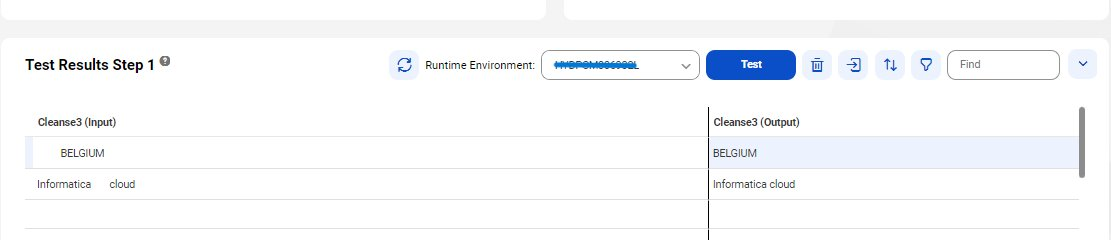 Test Results Step 1 ?
Runtime Environment:
Test
Find
Cleanse3 (Input) Cleanse3 (Output)
BELGIUM BELGIUM
Informatica cloud Informatica cloud